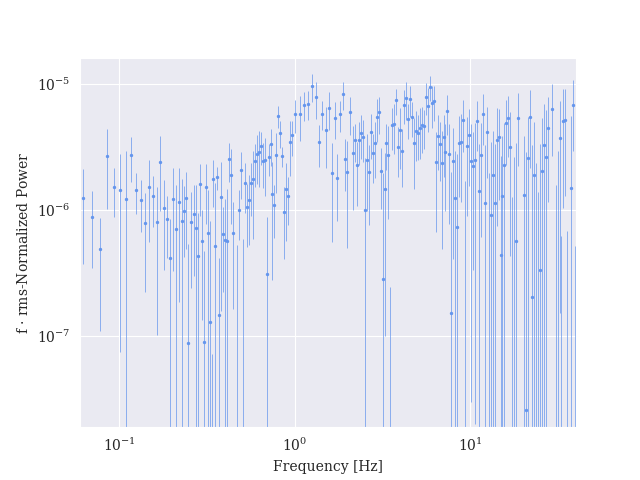 f · rms-Normalized Power
10⁻⁵
10⁻⁶
10⁻⁷
10⁻¹ 10⁰ 10¹
Frequency [Hz]